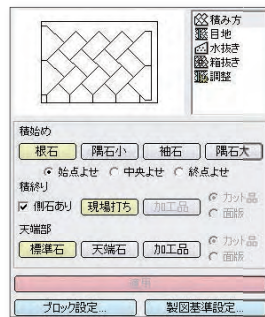 積み方
目地
水抜き
箱抜き
調整
積始め
根石 隅石小 袖石 隅石大
始点よせ 中央よせ 終点よせ
積終り
側石あり 現場打ち 加工品 カット品
面版
天端部
標準石 天端石 加工品 カット品
面版
適用
ブロック設定... 製図基準設定...